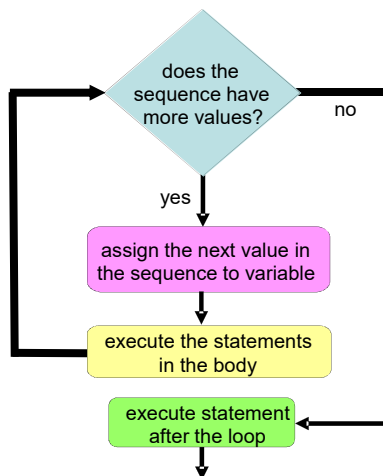 does the
sequence have
more values?
no
yes
assign the next value in
the sequence to variable
execute the statements
in the body
execute statement
after the loop